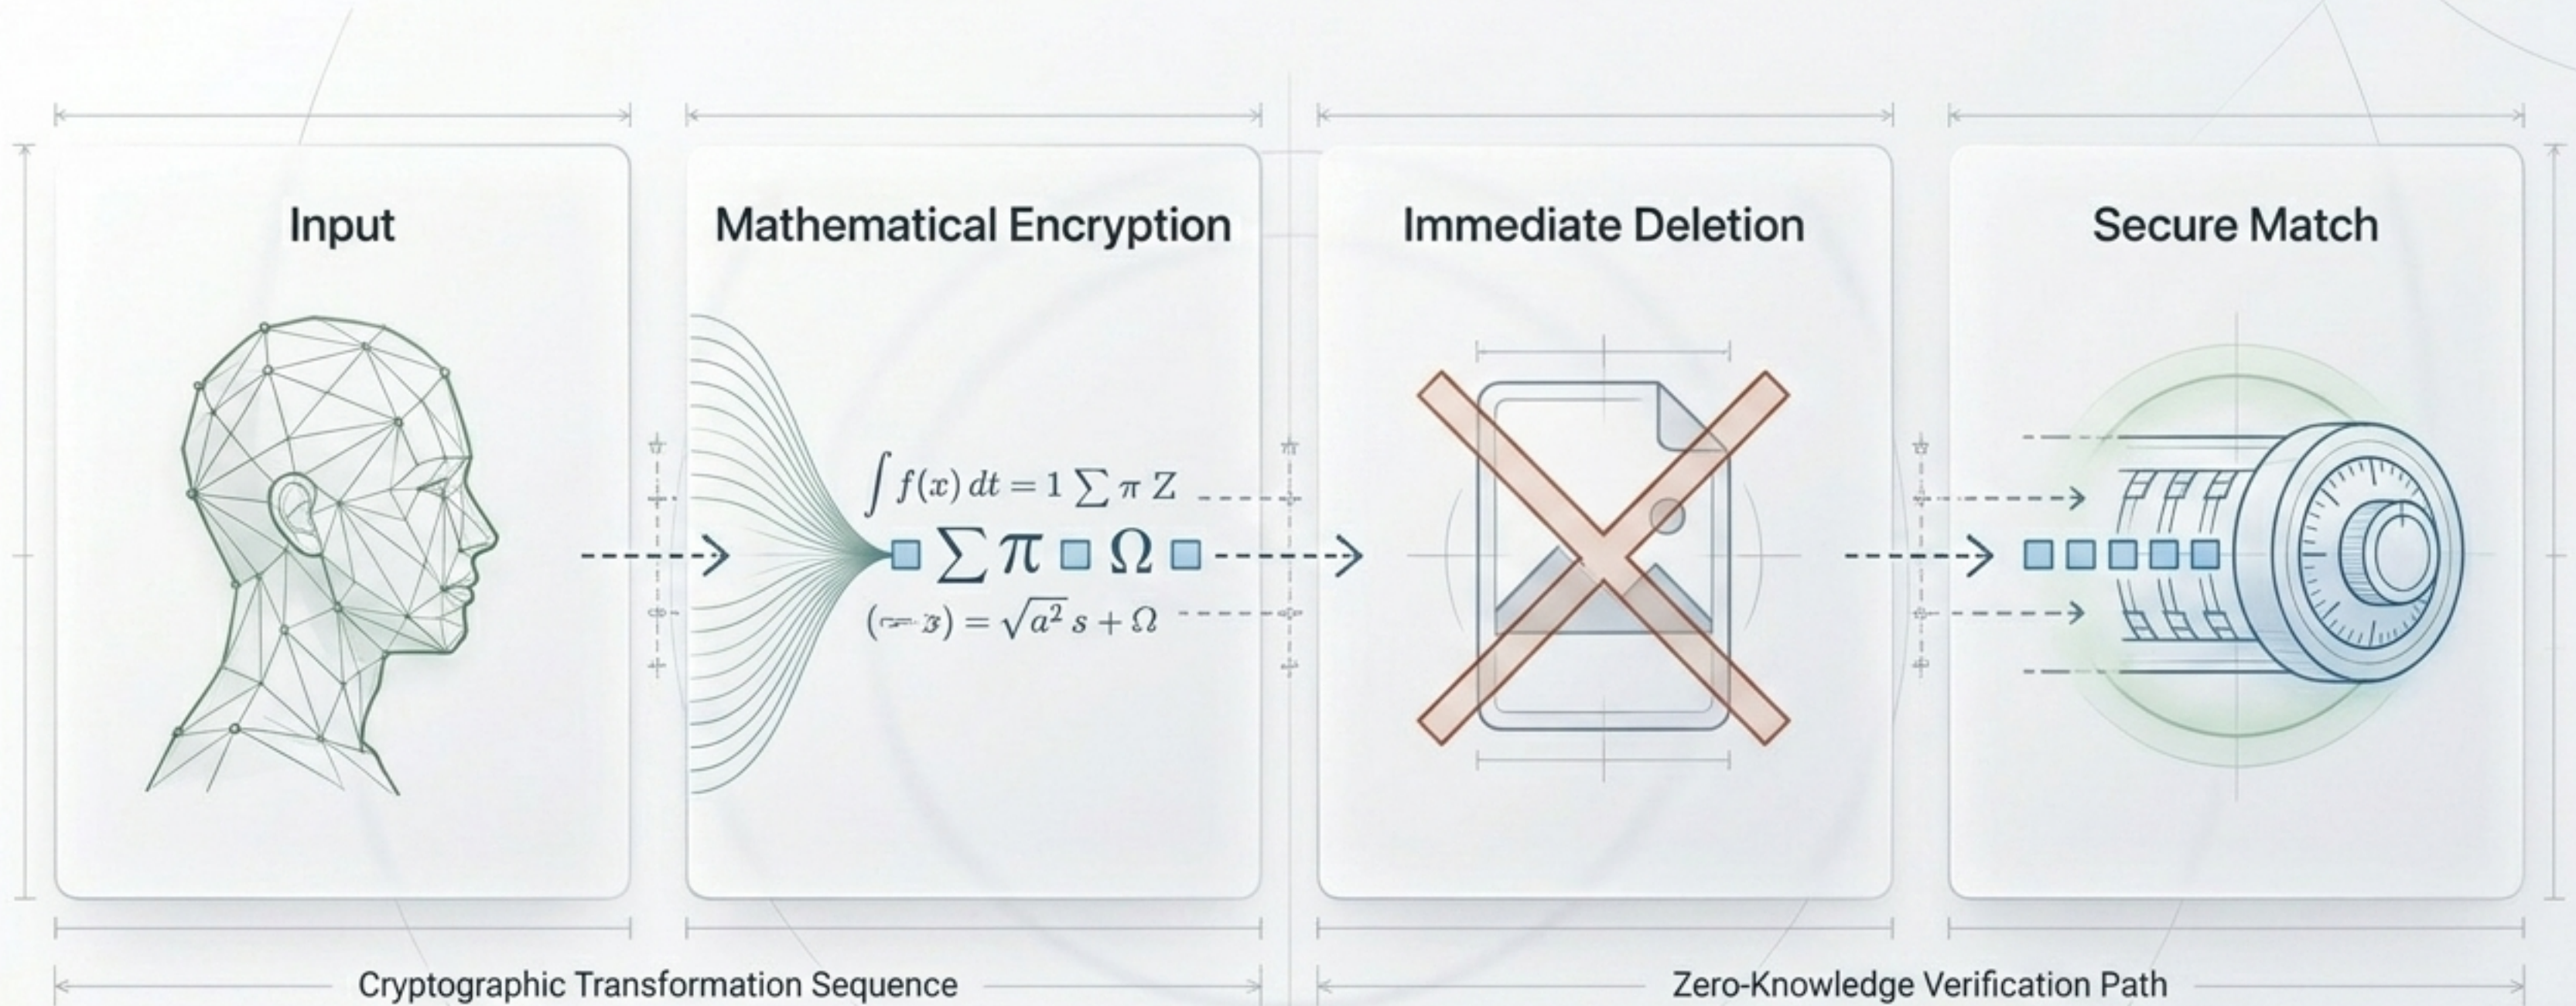 Input
Mathematical Encryption
Immediate Deletion
Secure Match
∫ f(x) dt = 1 ∑ π Z
∑ π Ω
= √a² s + Ω
Cryptographic Transformation Sequence
Zero-Knowledge Verification Path